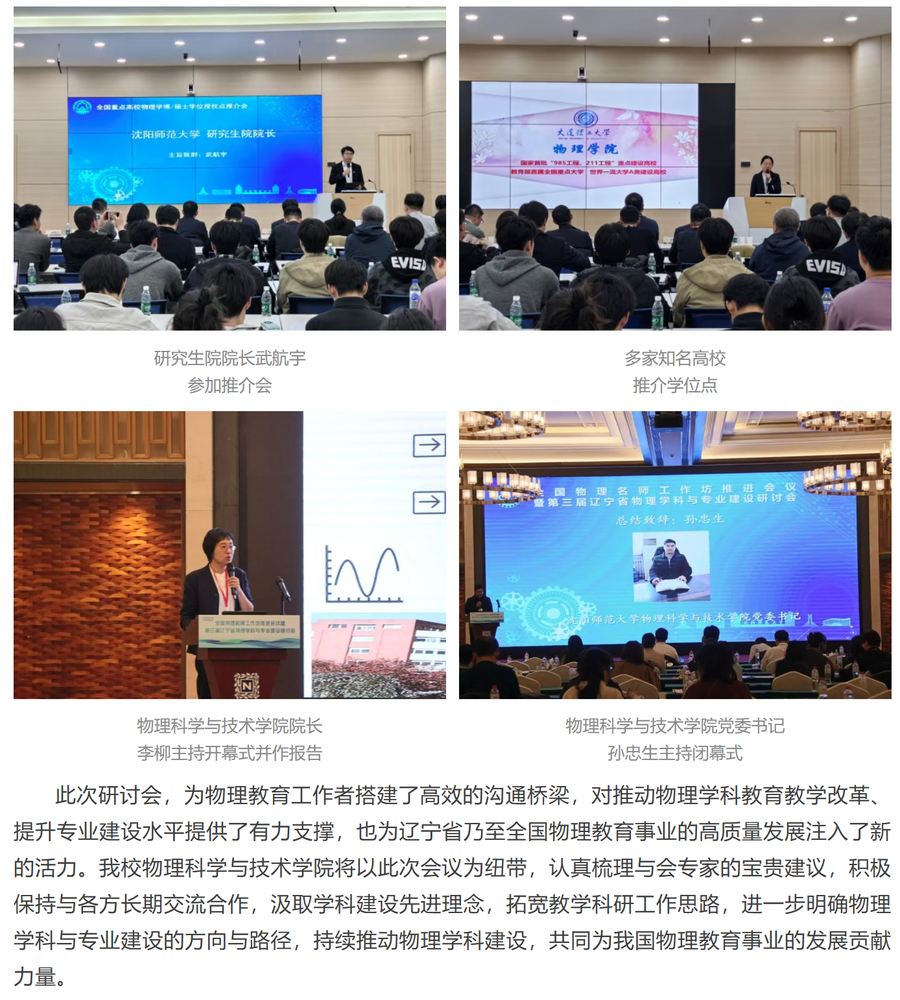 全国重点高校物理学博/硕士学位授权点推介会
沈阳师范大学 研究生院院长
主旨致辞：武航宇
EVISU
大连理工大学
物理学院
国家首批“985工程、211工程”重点建设高校
教育部直属全国重点大学 世界一流大学A类建设高校
EVISU
研究生院院长武航宇
参加推介会
多家知名高校
推介学位点
第三届辽宁省物理学科与专业建设研讨会
N
全国物理名师工作坊推进会议
暨第三届辽宁省物理学科与专业建设研讨会
总结致辞：孙忠生
沈阳师范大学物理科学与技术学院党委书记
物理科学与技术学院院长
李柳主持开幕式并作报告
物理科学与技术学院党委书记
孙忠生主持闭幕式
此次研讨会，为物理教育工作者搭建了高效的沟通桥梁，对推动物理学科教育教学改革、
提升专业建设水平提供了有力支撑，也为辽宁省乃至全国物理教育事业的高质量发展注入了新
的活力。我校物理科学与技术学院将以此次会议为纽带，认真梳理与会专家的宝贵建议，积极
保持与各方长期交流合作，汲取学科建设先进理念，拓宽教学科研工作思路，进一步明确物理
学科与专业建设的方向与路径，持续推动物理学科建设，共同为我国物理教育事业的发展贡献
力量。